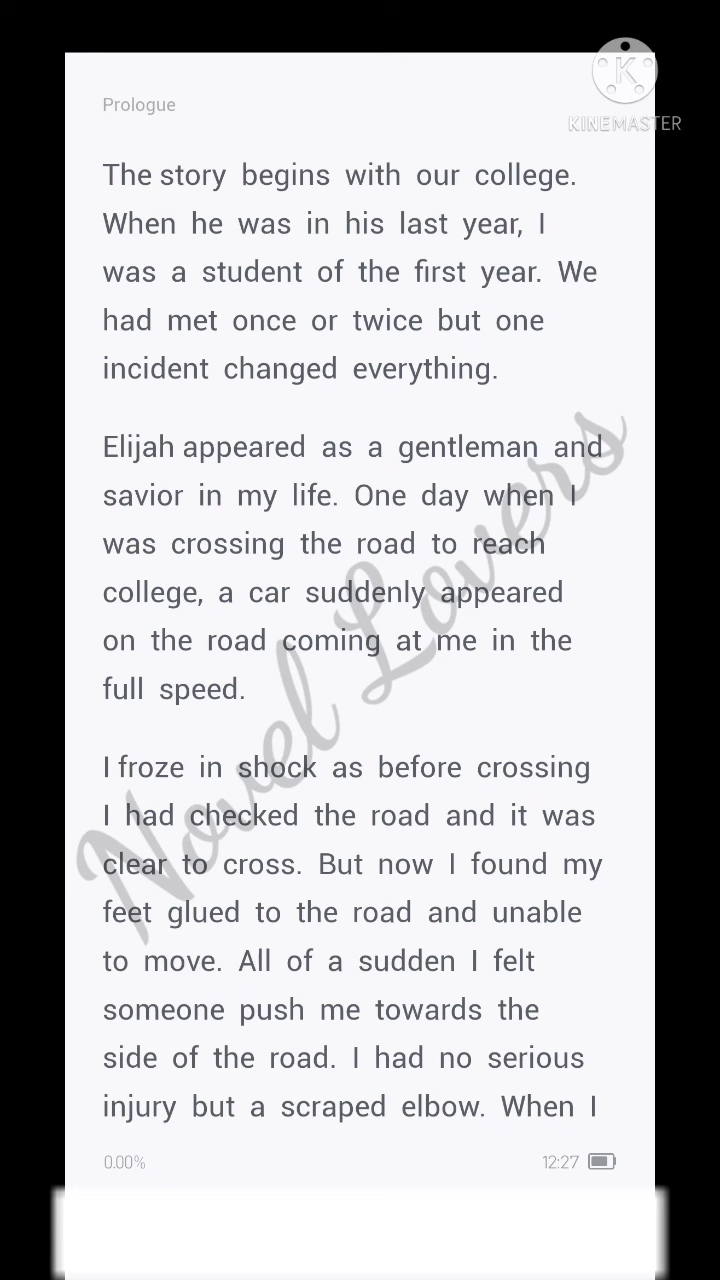 KINEMASTER
Prologue
The story begins with our college.
When he was in his last year, I
was a student of the first year. We
had met once or twice but one
incident changed everything.
Elijah appeared as a gentleman and
savior in my life. One day when I
was crossing the road to reach
college, a car suddenly appeared
on the road coming at me in the
full speed.
I froze in shock as before crossing
I had checked the road and it was
clear to cross. But now I found my
feet glued to the road and unable
to move. All of a sudden I felt
someone push me towards the
side of the road. I had no serious
injury but a scraped elbow. When I
Novel Lovers
0.00%
12:27